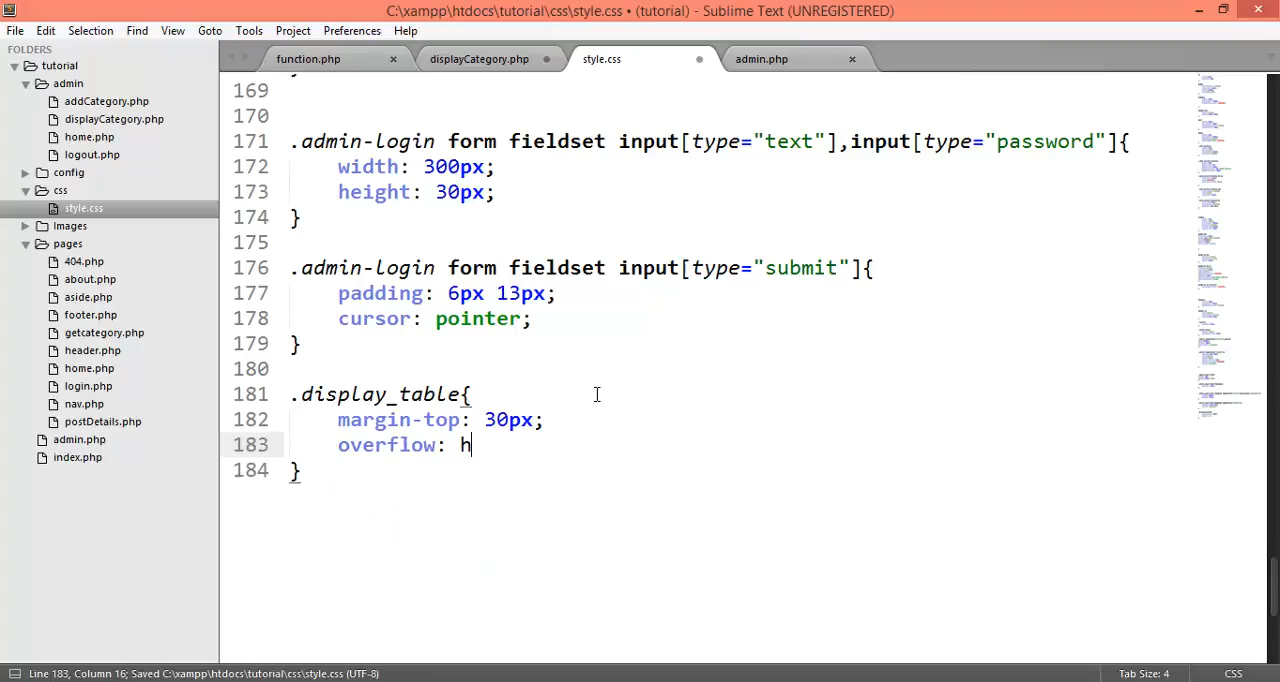 C:\xampp\htdocs\tutorial\css\style.css • (tutorial) - Sublime Text (UNREGISTERED)
File Edit Selection Find View Goto Tools Project Preferences Help
FOLDERS
tutorial
admin
addCategory.php
displayCategory.php
home.php
logout.php
config
css
style.css
Images
pages
404.php
about.php
aside.php
footer.php
getcategory.php
header.php
home.php
login.php
nav.php
postDetails.php
admin.php
index.php
function.php displayCategory.php style.css admin.php
169
170
171 .admin-login form fieldset input[type="text"],input[type="password"]{
172 width: 300px;
173 height: 30px;
174 }
175
176 .admin-login form fieldset input[type="submit"]{
177 padding: 6px 13px;
178 cursor: pointer;
179 }
180
181 .display_table{
182 margin-top: 30px;
183 overflow: h
184 }
Line 183, Column 16; Saved C:\xampp\htdocs\tutorial\css\style.css (UTF-8) Tab Size: 4 CSS